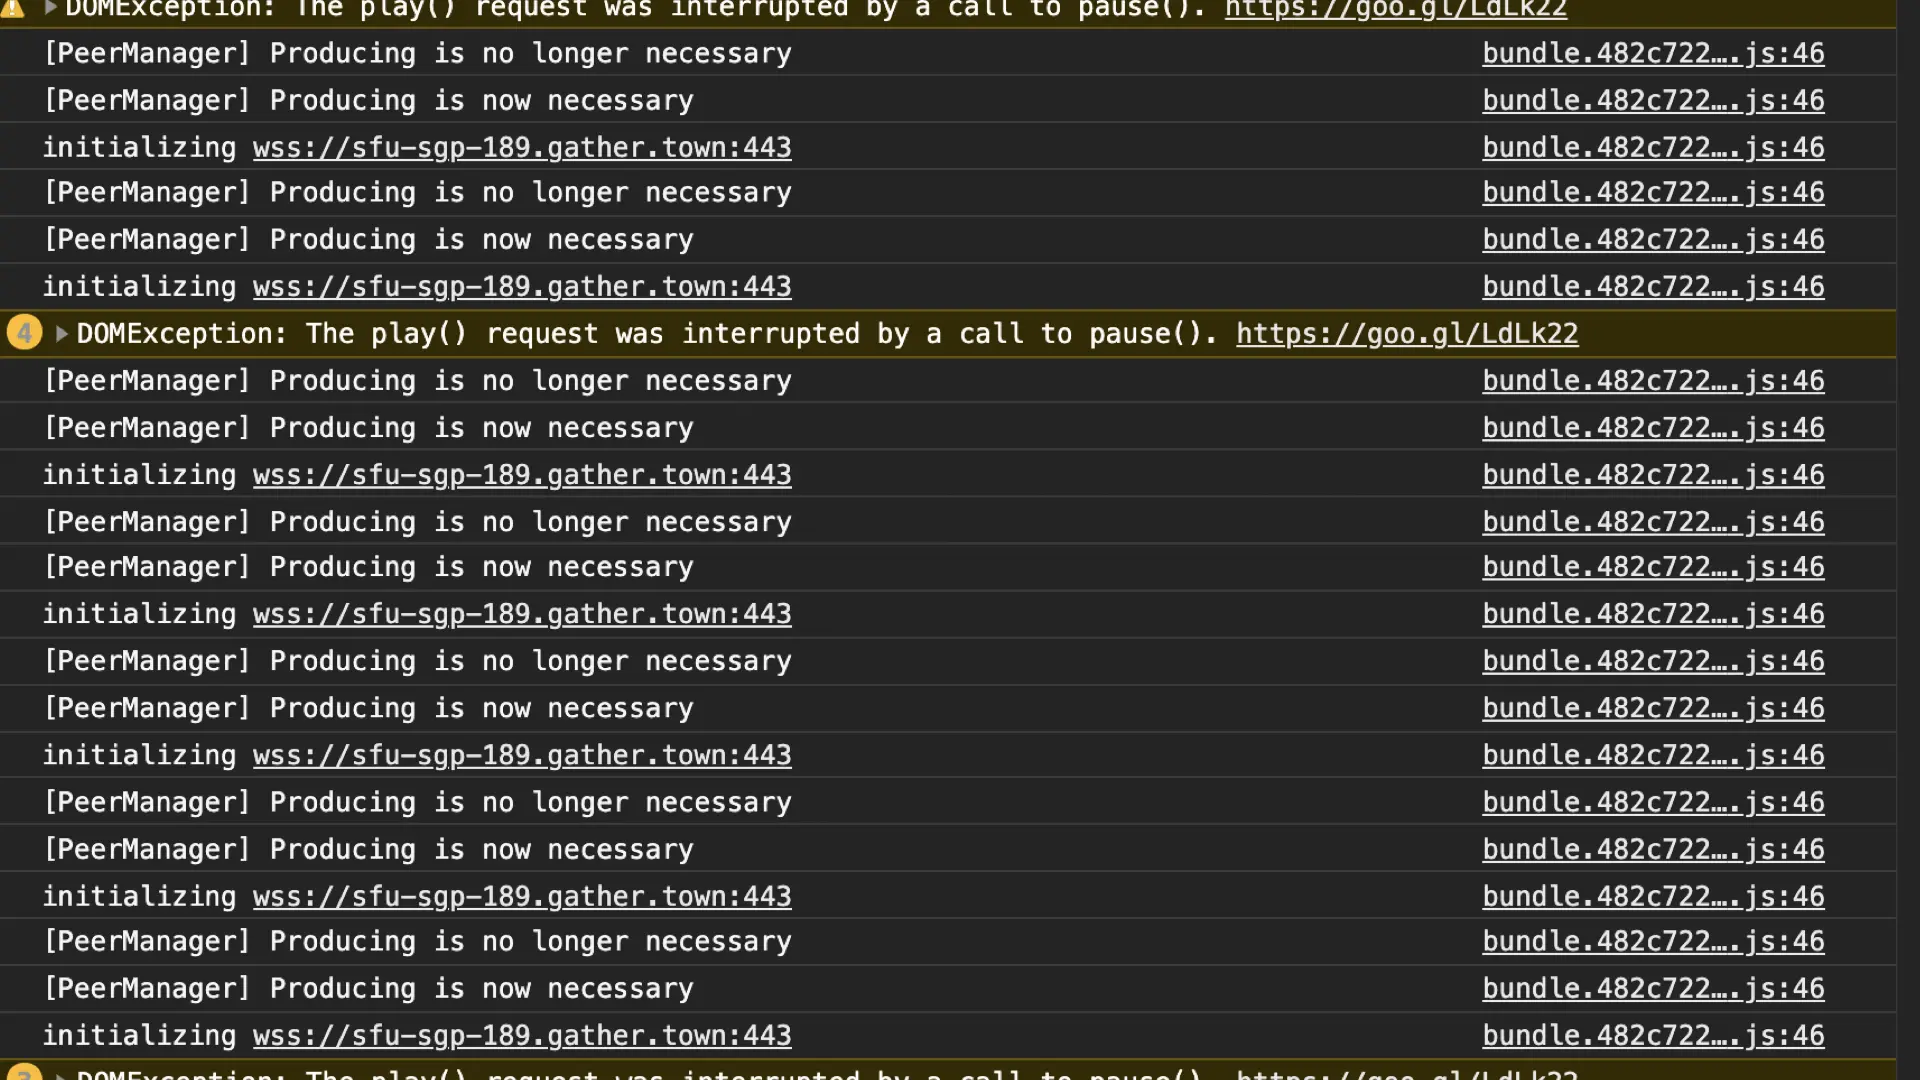 DOMException: The play() request was interrupted by a call to pause(). https://goo.gl/LdLk22
[PeerManager] Producing is no longer necessary bundle.482c722….js:46
[PeerManager] Producing is now necessary bundle.482c722….js:46
initializing wss://sfu-sgp-189.gather.town:443 bundle.482c722….js:46
[PeerManager] Producing is no longer necessary bundle.482c722….js:46
[PeerManager] Producing is now necessary bundle.482c722….js:46
initializing wss://sfu-sgp-189.gather.town:443 bundle.482c722….js:46
4 DOMException: The play() request was interrupted by a call to pause(). https://goo.gl/LdLk22
[PeerManager] Producing is no longer necessary bundle.482c722….js:46
[PeerManager] Producing is now necessary bundle.482c722….js:46
initializing wss://sfu-sgp-189.gather.town:443 bundle.482c722….js:46
[PeerManager] Producing is no longer necessary bundle.482c722….js:46
[PeerManager] Producing is now necessary bundle.482c722….js:46
initializing wss://sfu-sgp-189.gather.town:443 bundle.482c722….js:46
[PeerManager] Producing is no longer necessary bundle.482c722….js:46
[PeerManager] Producing is now necessary bundle.482c722….js:46
initializing wss://sfu-sgp-189.gather.town:443 bundle.482c722….js:46
[PeerManager] Producing is no longer necessary bundle.482c722….js:46
[PeerManager] Producing is now necessary bundle.482c722….js:46
initializing wss://sfu-sgp-189.gather.town:443 bundle.482c722….js:46
[PeerManager] Producing is no longer necessary bundle.482c722….js:46
[PeerManager] Producing is now necessary bundle.482c722….js:46
initializing wss://sfu-sgp-189.gather.town:443 bundle.482c722….js:46
3 DOMException: The play() request was interrupted by a call to pause(). https://goo.gl/LdLk22